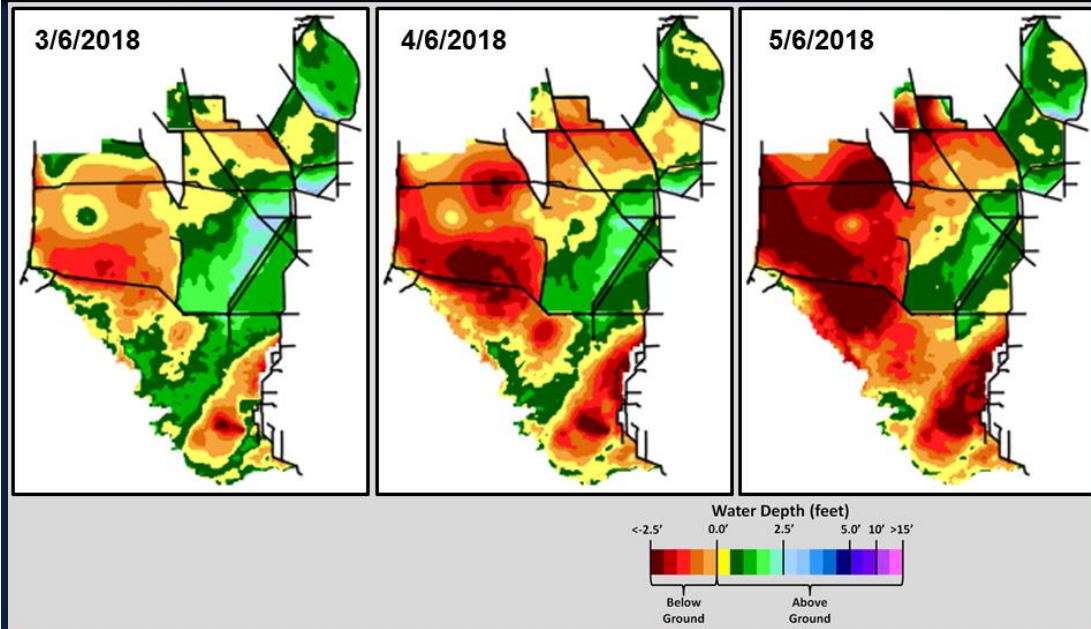 3/6/2018
4/6/2018
5/6/2018
Water Depth (feet)
<-2.5' 0.0' 2.5' 5.0' 10' >15'
Below Ground
Above Ground